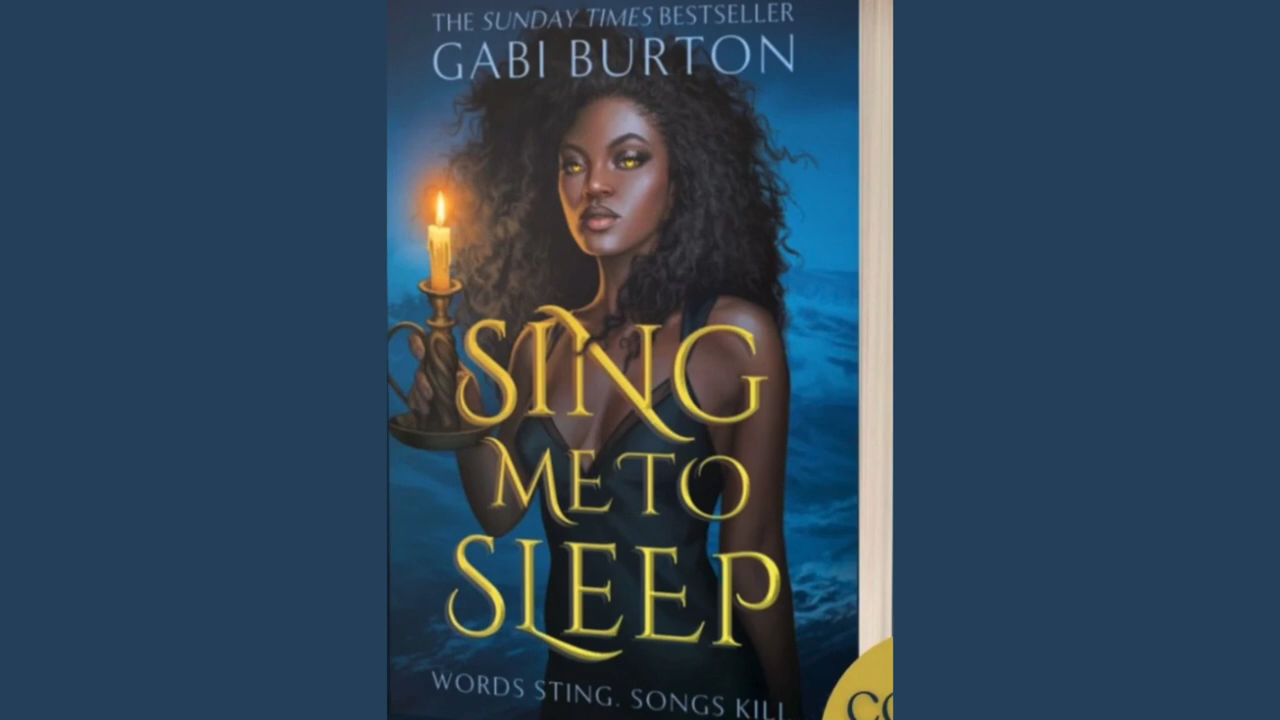 THE SUNDAY TIMES BESTSELLER
GABI BURTON
SING
ME TO
SLEEP
WORDS STING. SONGS KILL